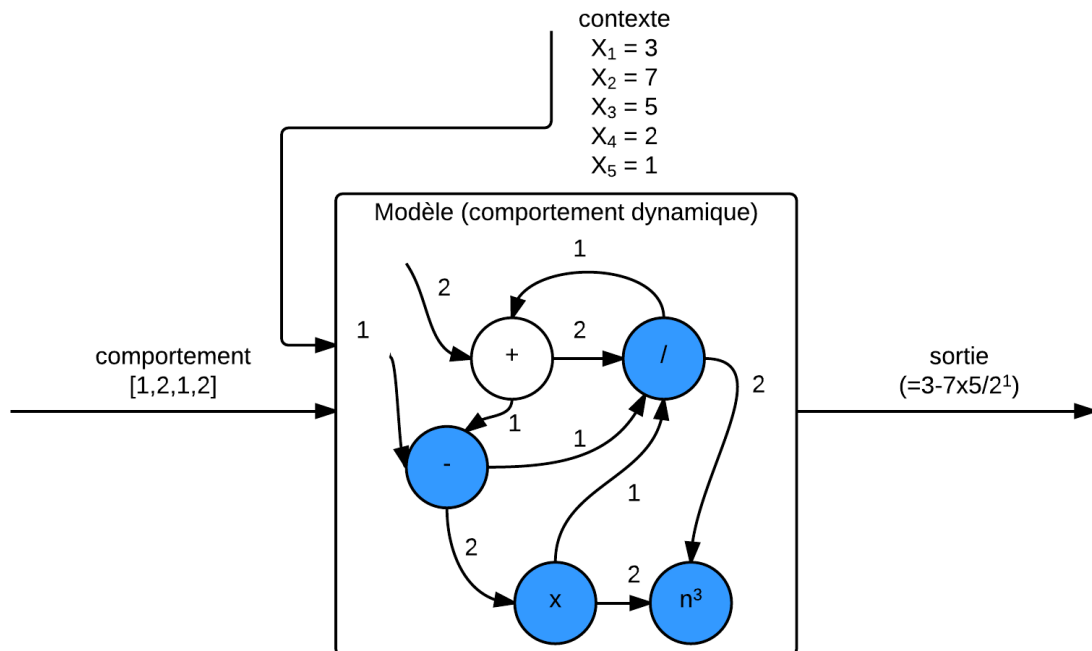 contexte
X₁ = 3
X₂ = 7
X₃ = 5
X₄ = 2
X₅ = 1
Modèle (comportement dynamique)
1
2
2
1
+
/
comportement
[1,2,1,2]
sortie
(=3-7x5/2¹)
2
1
1
-
1
2
2
x
n³